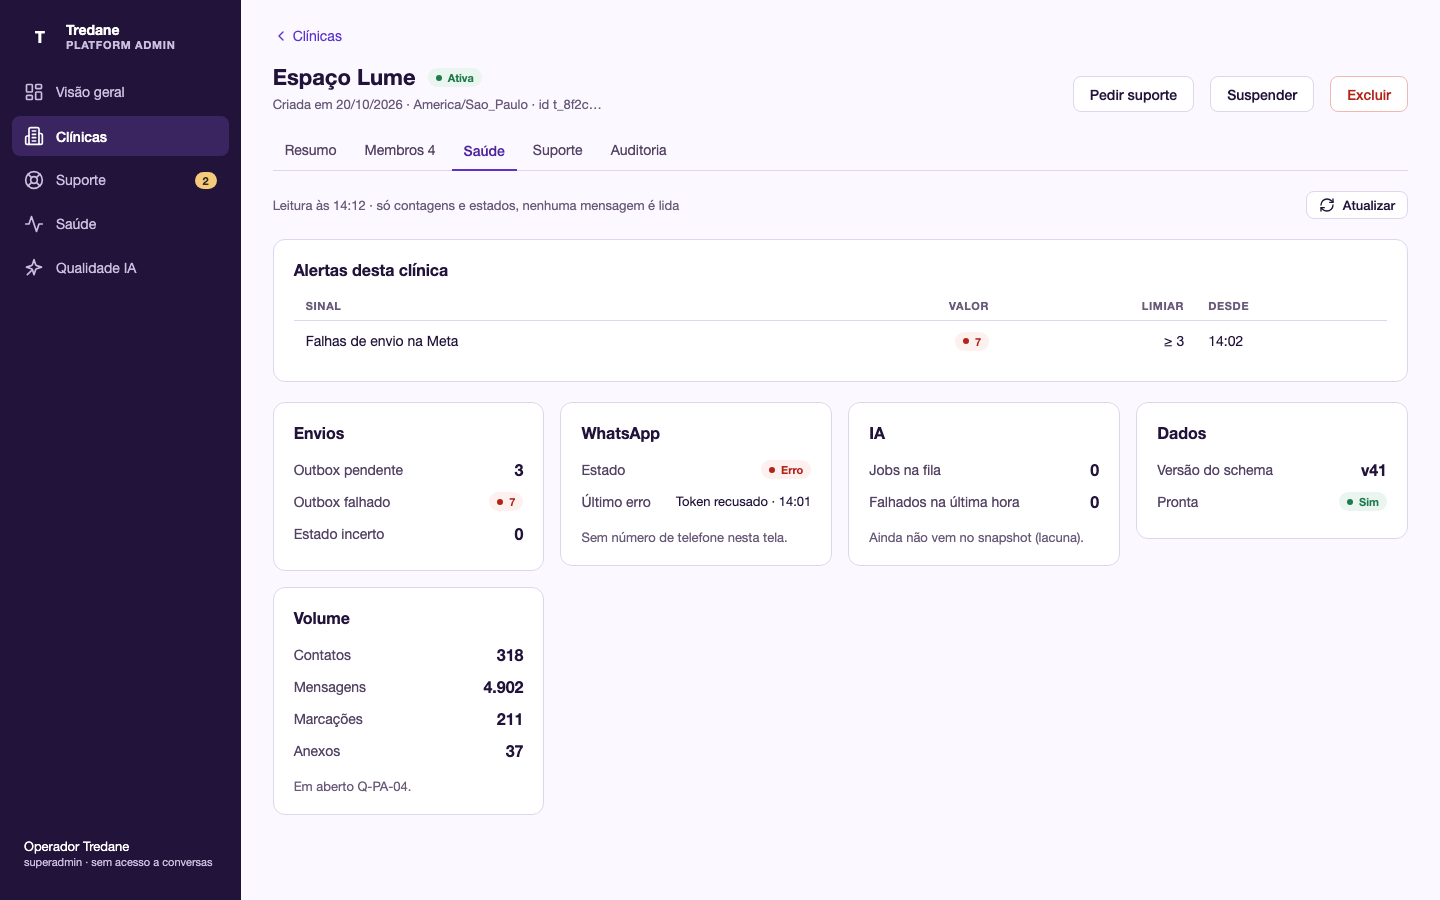 T
Tredane
PLATFORM ADMIN
Visão geral
Clínicas
Suporte 2
Saúde
Qualidade IA
Operador Tredane
superadmin · sem acesso a conversas
Clínicas
Espaço Lume Ativa
Criada em 20/10/2026 · America/Sao_Paulo · id t_8f2c…
Pedir suporte Suspender Excluir
Resumo Membros 4 Saúde Suporte Auditoria
Leitura às 14:12 · só contagens e estados, nenhuma mensagem é lida
Atualizar
Alertas desta clínica
SINAL VALOR LIMIAR DESDE
Falhas de envio na Meta 7 ≥ 3 14:02
Envios
Outbox pendente 3
Outbox falhado 7
Estado incerto 0
WhatsApp
Estado Erro
Último erro Token recusado · 14:01
Sem número de telefone nesta tela.
IA
Jobs na fila 0
Falhados na última hora 0
Ainda não vem no snapshot (lacuna).
Dados
Versão do schema v41
Pronta Sim
Volume
Contatos 318
Mensagens 4.902
Marcações 211
Anexos 37
Em aberto Q-PA-04.